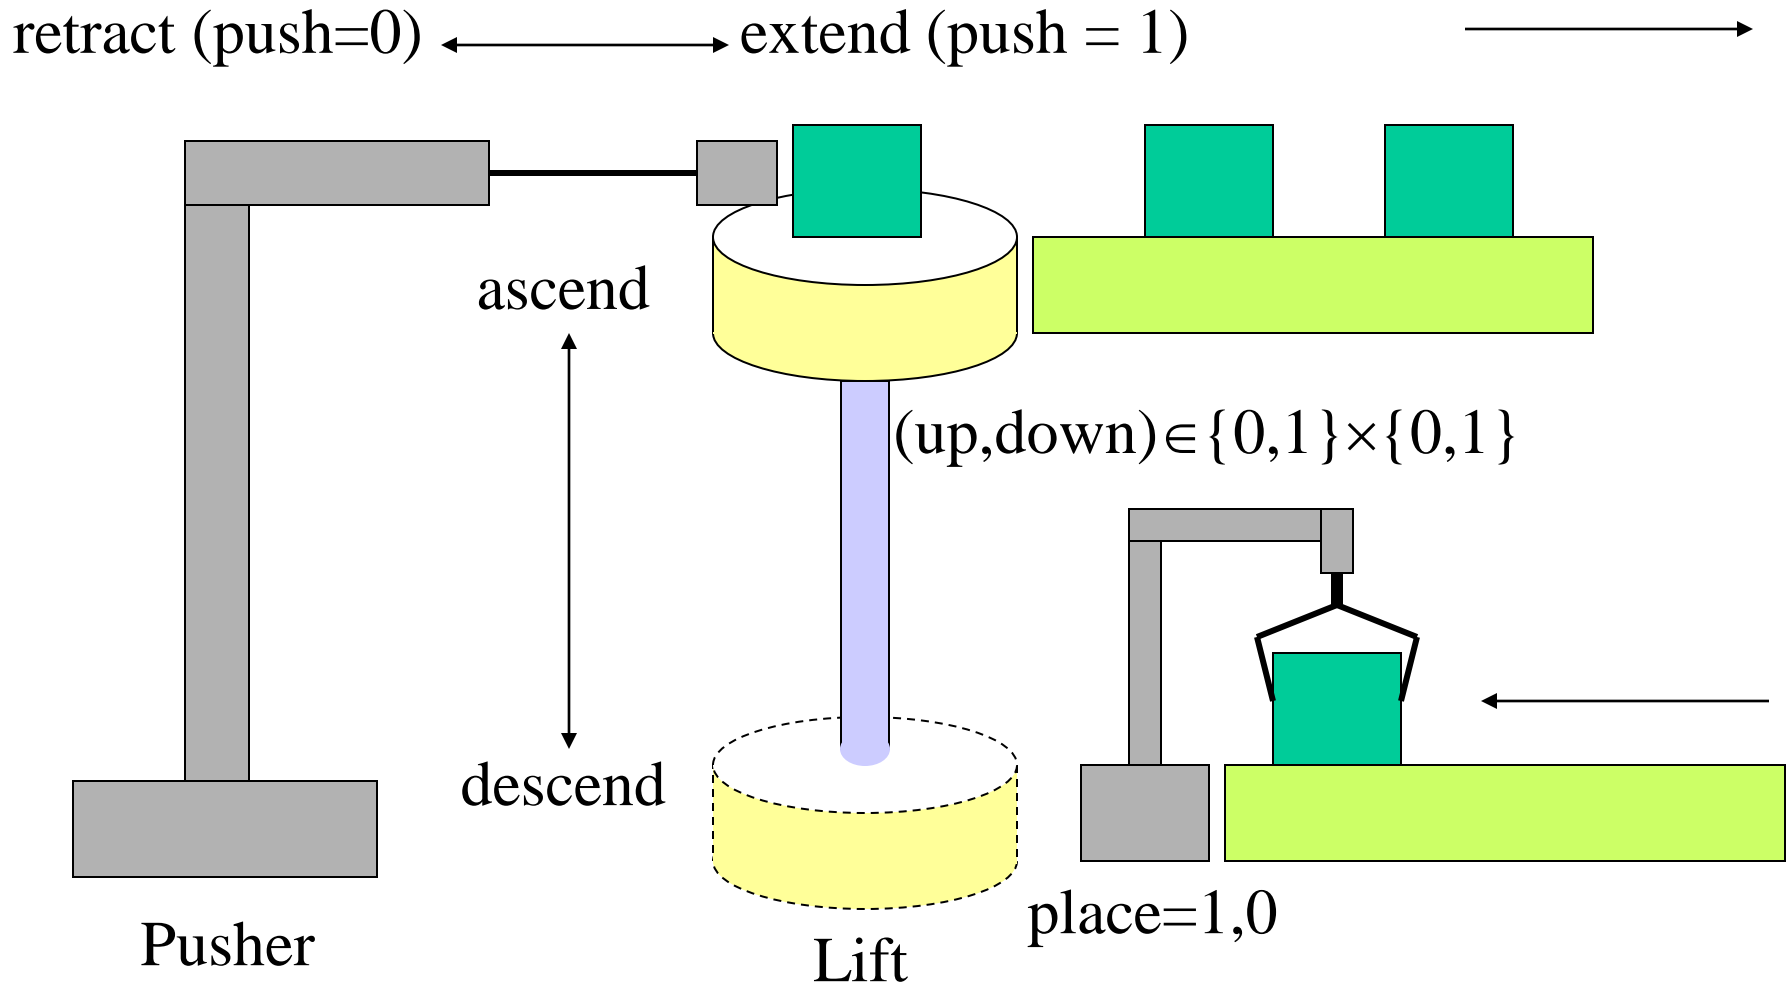 retract (push=0)
extend (push = 1)
ascend
(up,down)∈{0,1}×{0,1}
descend
place=1,0
Pusher
Lift